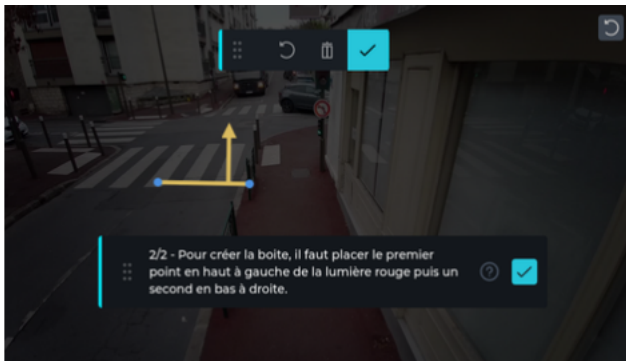 2/2 - Pour créer la boite, il faut placer le premier
point en haut à gauche de la lumière rouge puis un
second en bas à droite.